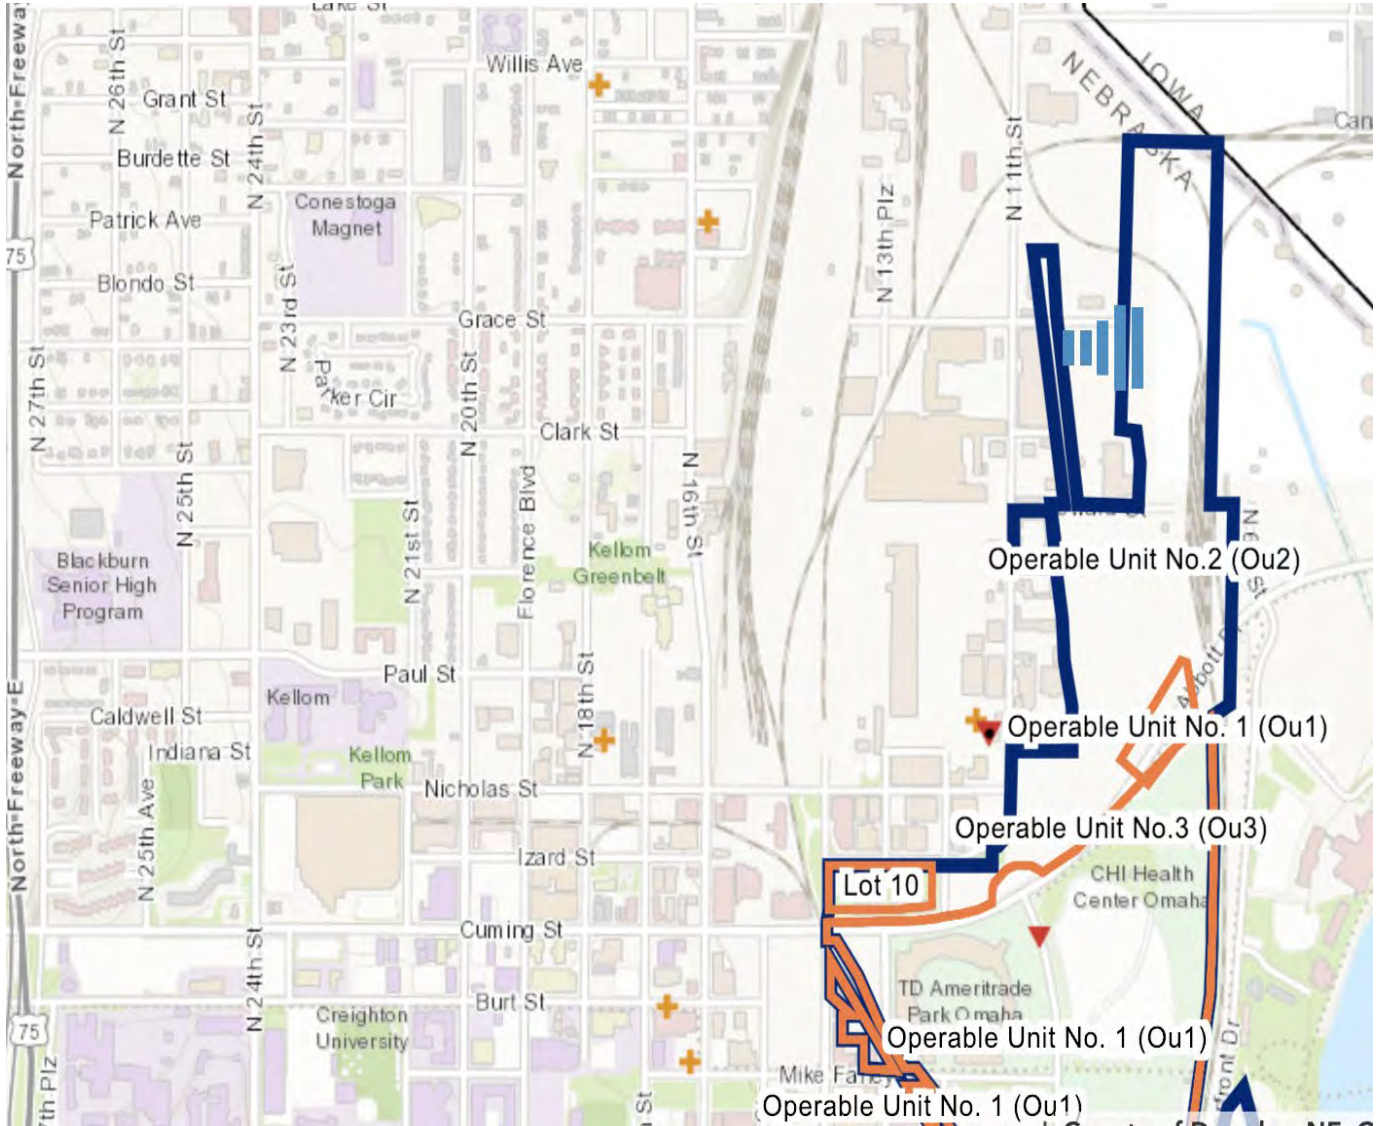 Lake St
N 26th St
Willis Ave
Grant St
N 24th St
Burdette St
Patrick Ave
Conestoga
Magnet
Blondo St
North Freeway
75
N 23rd St
Grace St
Parker Cir
N 27th St
N 20th St
Clark St
N 25th St
N 21st St
Florence Blvd
N 16th St
N 13th Plz
N 11th St
IOWA
NEBRASKA
Blackburn
Senior High
Program
Kellom
Greenbelt
Operable Unit No.2 (Ou2)
Abbott Dr
Paul St
N 18th St
Kellom
Caldwell St
Indiana St
Kellom
Park
Operable Unit No. 1 (Ou1)
North Freeway E
N 25th Ave
Nicholas St
Operable Unit No.3 (Ou3)
Izard St
Lot 10
CHI Health
Center Omaha
Cuming St
N 24th St
Burt St
TD Ameritrade
Park Omaha
75
Creighton
University
Operable Unit No. 1 (Ou1)
Mike Fahey
Operable Unit No. 1 (Ou1)